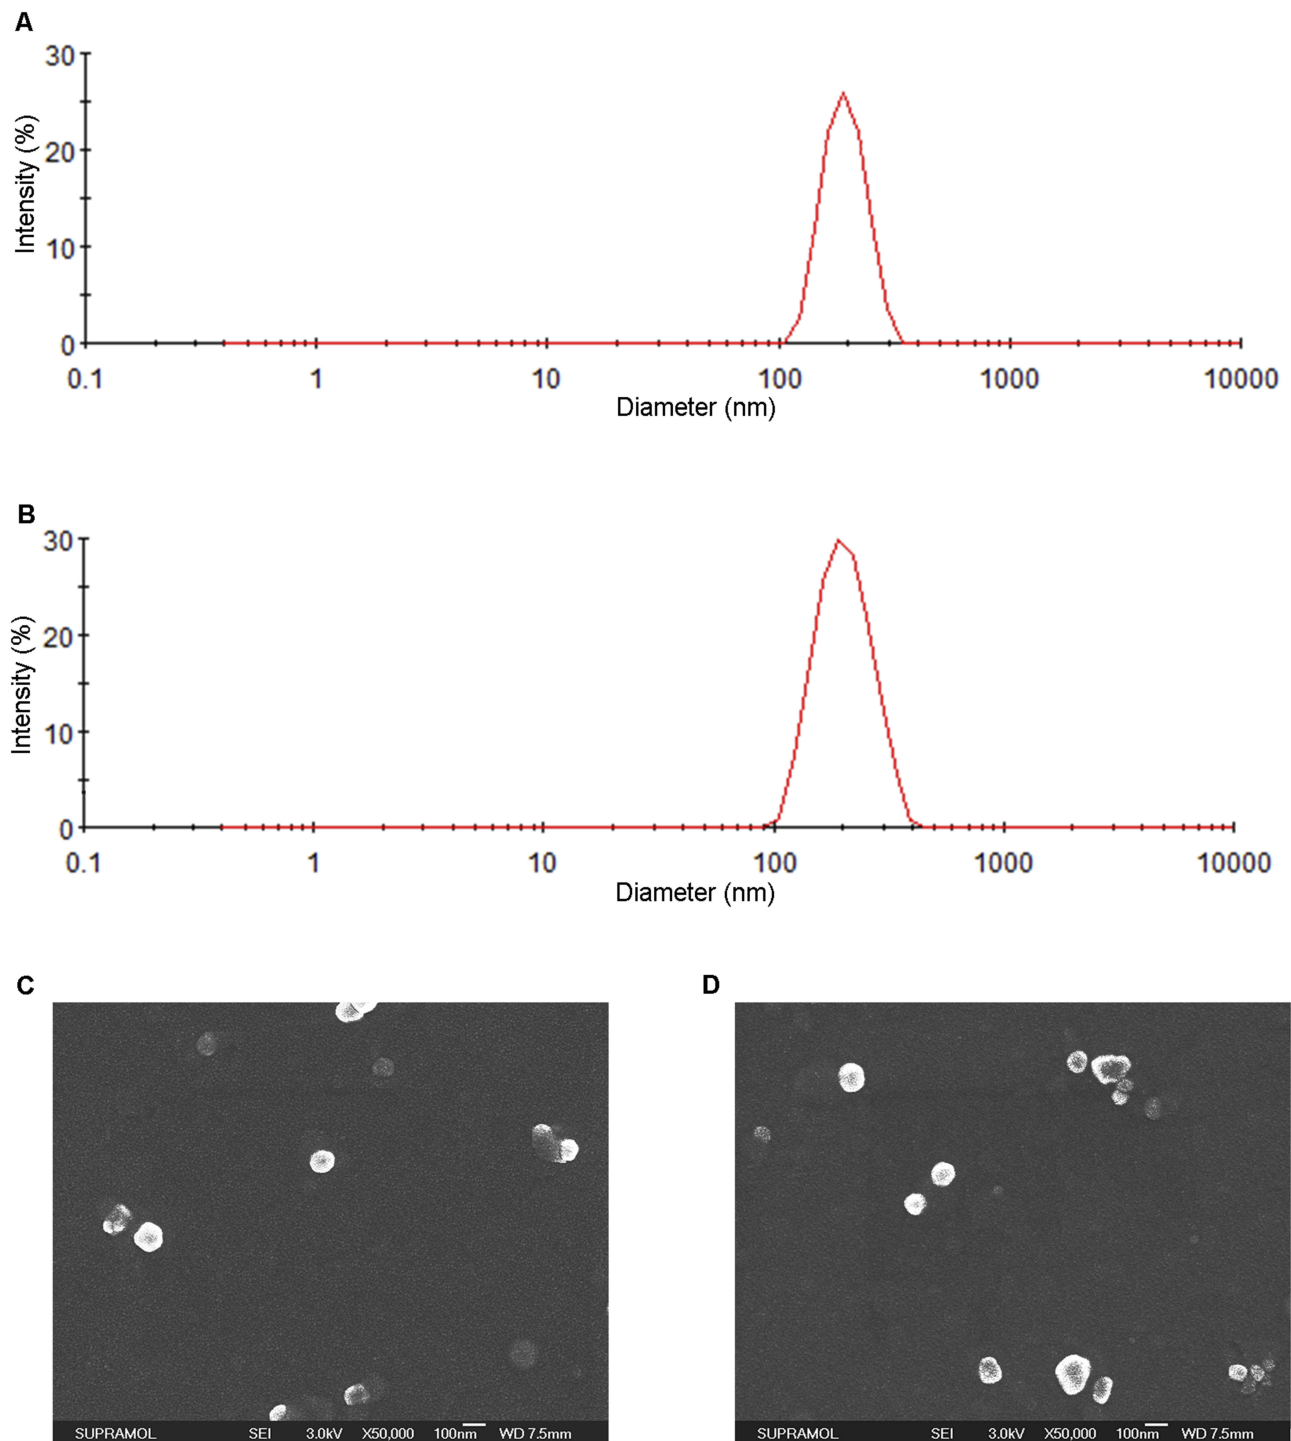 A
Intensity (%)
30
20
10
0
0.1 1 10 100 1000 10000
Diameter (nm)
B
Intensity (%)
30
20
10
0
0.1 1 10 100 1000 10000
Diameter (nm)
C
SUPRAMOL SEI 3.0kV X50,000 100nm WD 7.5mm
D
SUPRAMOL SEI 3.0kV X50,000 100nm WD 7.5mm